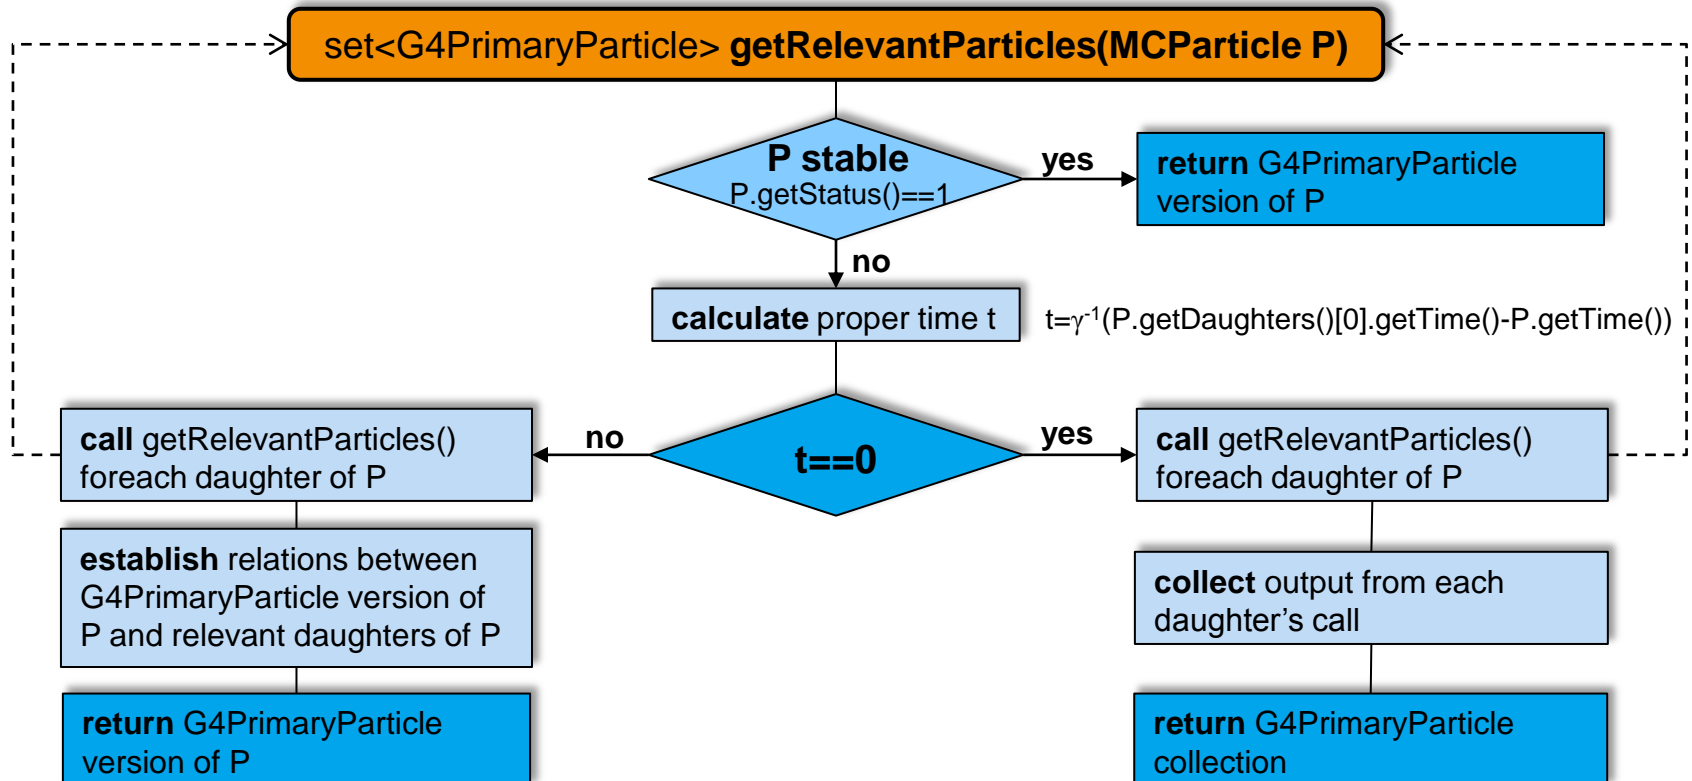 set<G4PrimaryParticle> getRelevantParticles(MCParticle P)
P stable
P.getStatus()==1
yes
return G4PrimaryParticle
version of P
no
calculate proper time t
t=γ⁻¹(P.getDaughters()[0].getTime()-P.getTime())
t==0
no
call getRelevantParticles()
foreach daughter of P
establish relations between
G4PrimaryParticle version of
P and relevant daughters of P
return G4PrimaryParticle
version of P
yes
call getRelevantParticles()
foreach daughter of P
collect output from each
daughter’s call
return G4PrimaryParticle
collection